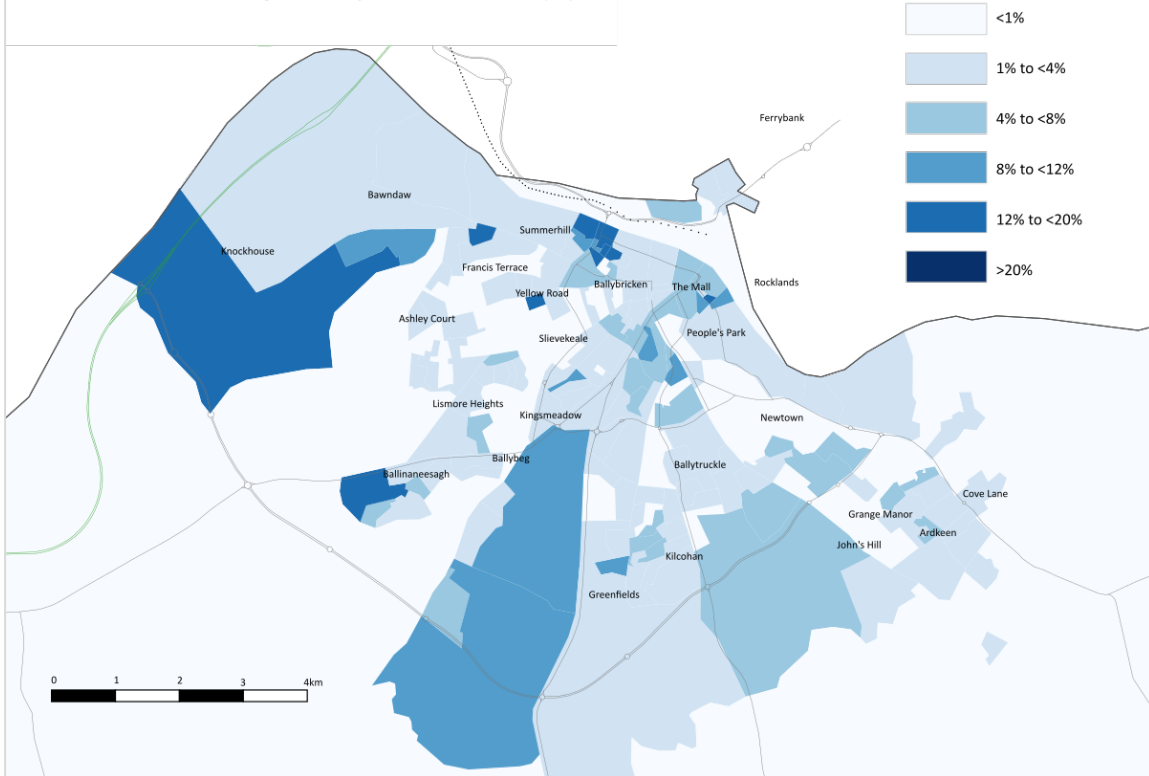 <1%
1% to <4%
4% to <8%
8% to <12%
12% to <20%
>20%
Ferrybank
Bawndaw
Summerhill
Knockhouse
Francis Terrace
Ballybricken
The Mall
Rocklands
Yellow Road
Ashley Court
People's Park
Slievekeale
Lismore Heights
Kingsmeadow
Newtown
Ballybeg
Ballytruckle
Ballinaneesagh
Cove Lane
Grange Manor
Ardkeen
John's Hill
Kilcohan
Greenfields
0 1 2 3 4km